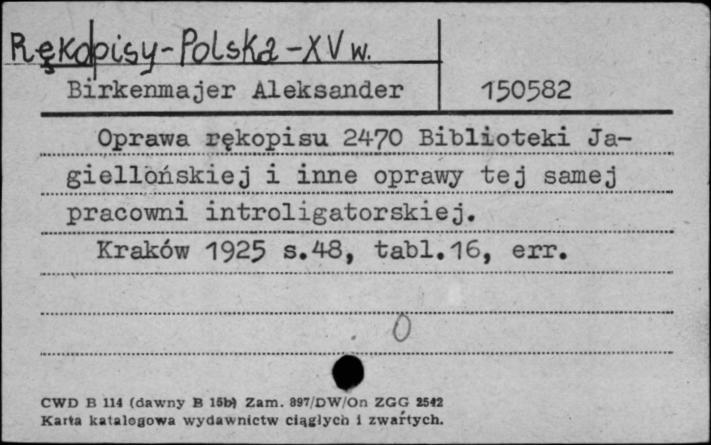 Rękopisy-Polska-XV w.
Birkenmajer Aleksander 150582
Oprawa rękopisu 2470 Biblioteki Ja-
giellońskiej i inne oprawy tej samej
pracowni introligatorskiej.
Kraków 1925 s.48, tabl.16, err.
0
CWD B 114 (dawny B 15b) Zam. 897/DW/On ZGG 2542
Karta katalogowa wydawnictw ciągłych i zwartych.